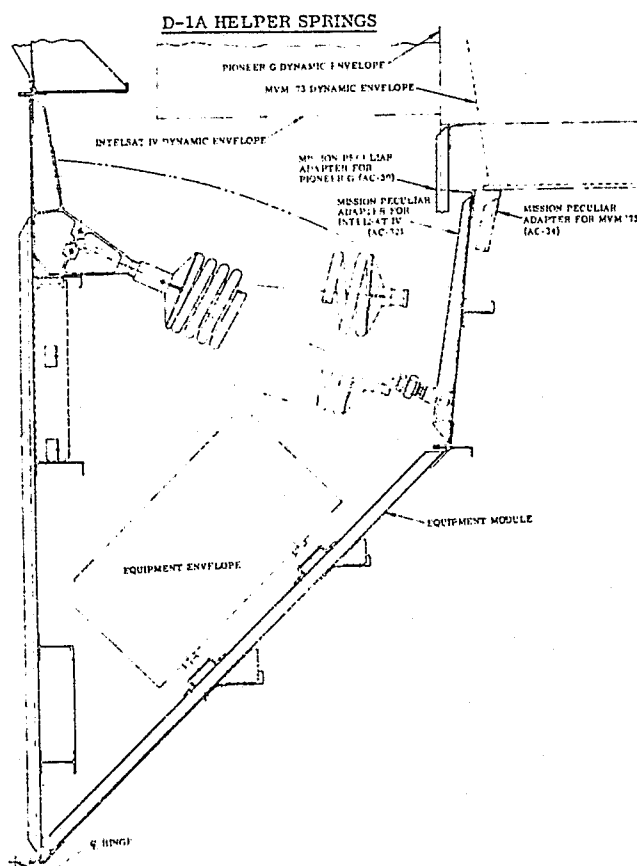 D-1A HELPER SPRINGS
PIONEER G DYNAMIC ENVELOPE
MVM '73 DYNAMIC ENVELOPE
INTELSAT IV DYNAMIC ENVELOPE
MISSION PECULIAR
ADAPTER FOR
PIONEER G (AC-30)
MISSION PECULIAR
ADAPTER FOR
INTELSAT IV
(AC-32)
MISSION PECULIAR
ADAPTER FOR MVM '73
(AC-34)
EQUIPMENT MODULE
EQUIPMENT ENVELOPE
℄ HINGE